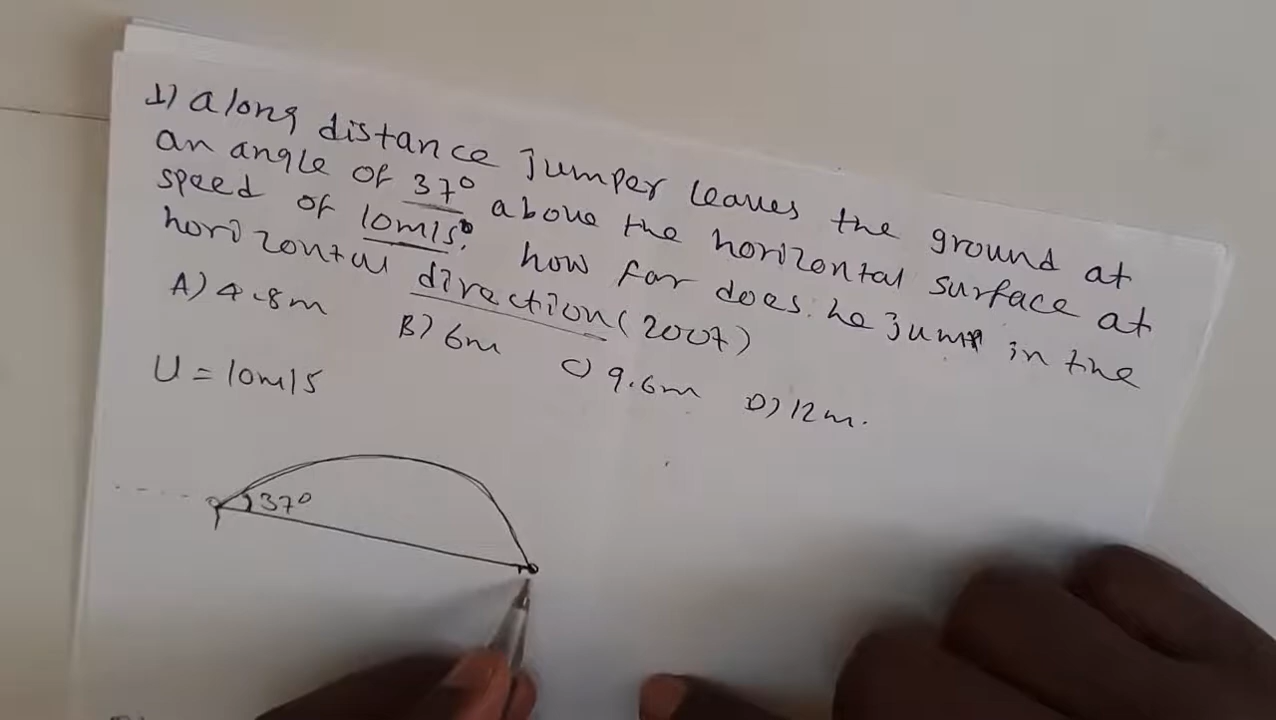 1) a long distance jumper leaves the ground at
an angle of 37° above the horizontal surface at
speed of 10m/s. how far does he jump in the
horizontal direction (2007)
A) 4.8m B) 6m C) 9.6m D) 12m.
U = 10m/s
37°